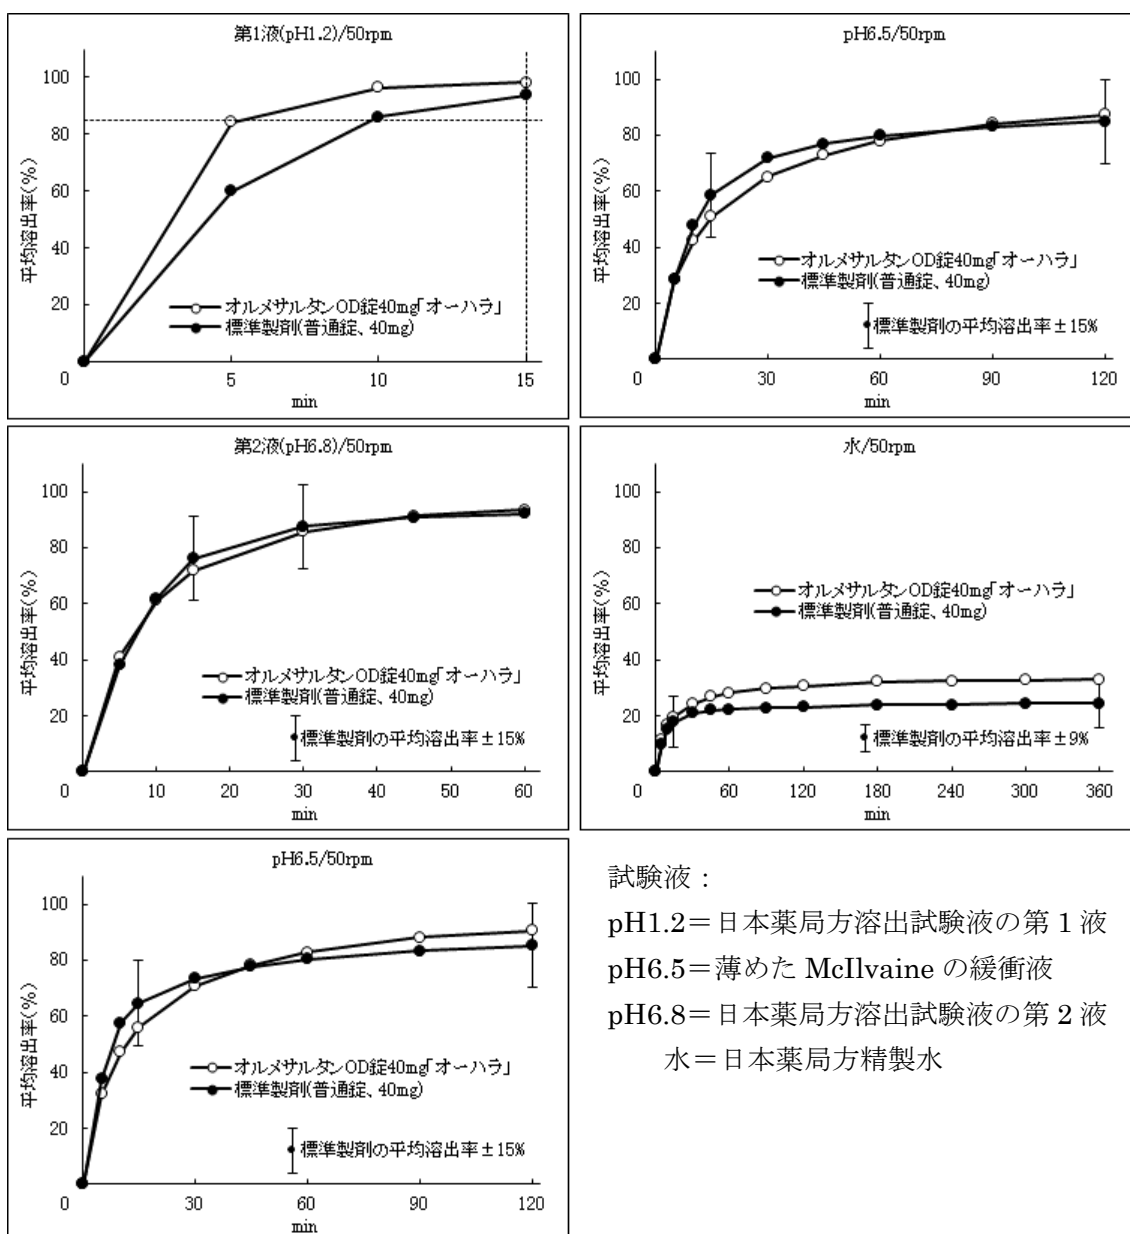 第1液(pH1.2)/50rpm
平均溶出率(%)
100
80
60
40
20
0
5
10
15
min
オルメサルタンOD錠40mg「オーハラ」
標準製剤(普通錠、40mg)
pH6.5/50rpm
平均溶出率(%)
100
80
60
40
20
0
30
60
90
120
min
オルメサルタンOD錠40mg「オーハラ」
標準製剤(普通錠、40mg)
標準製剤の平均溶出率±15%
第2液(pH6.8)/50rpm
平均溶出率(%)
100
80
60
40
20
0
10
20
30
40
50
60
min
オルメサルタンOD錠40mg「オーハラ」
標準製剤(普通錠、40mg)
標準製剤の平均溶出率±15%
水/50rpm
平均溶出率(%)
100
80
60
40
20
0
60
120
180
240
300
360
min
オルメサルタンOD錠40mg「オーハラ」
標準製剤(普通錠、40mg)
標準製剤の平均溶出率±9%
pH6.5/50rpm
平均溶出率(%)
100
80
60
40
20
0
30
60
90
120
min
オルメサルタンOD錠40mg「オーハラ」
標準製剤(普通錠、40mg)
標準製剤の平均溶出率±15%
試験液：
pH1.2＝日本薬局方溶出試験液の第 1 液
pH6.5＝薄めた McIlvaine の緩衝液
pH6.8＝日本薬局方溶出試験液の第 2 液
水＝日本薬局方精製水